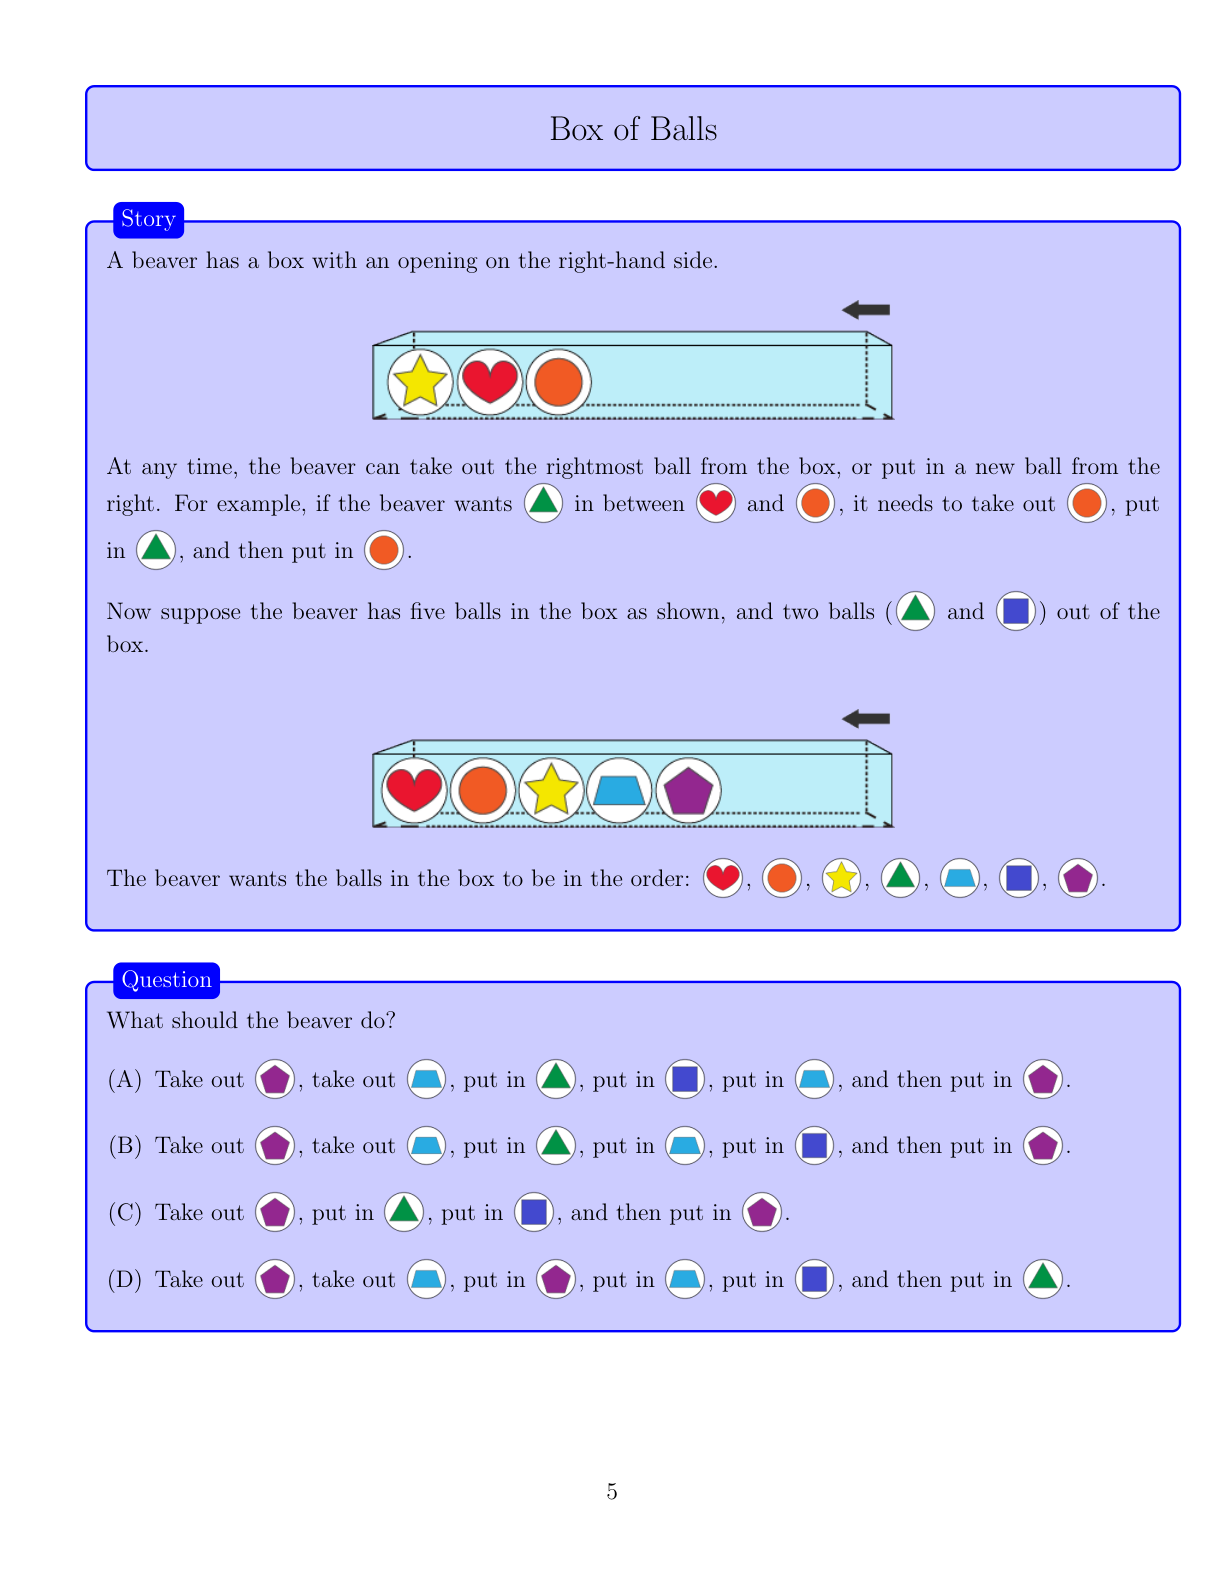 Box of Balls
Story
A beaver has a box with an opening on the right-hand side.
At any time, the beaver can take out the rightmost ball from the box, or put in a new ball from the
right. For example, if the beaver wants in between and , it needs to take out , put
in , and then put in .
Now suppose the beaver has five balls in the box as shown, and two balls ( and ) out of the
box.
The beaver wants the balls in the box to be in the order: , , , , , , .
Question
What should the beaver do?
(A) Take out , take out , put in , put in , put in , and then put in .
(B) Take out , take out , put in , put in , put in , and then put in .
(C) Take out , put in , put in , and then put in .
(D) Take out , take out , put in , put in , put in , and then put in .
5